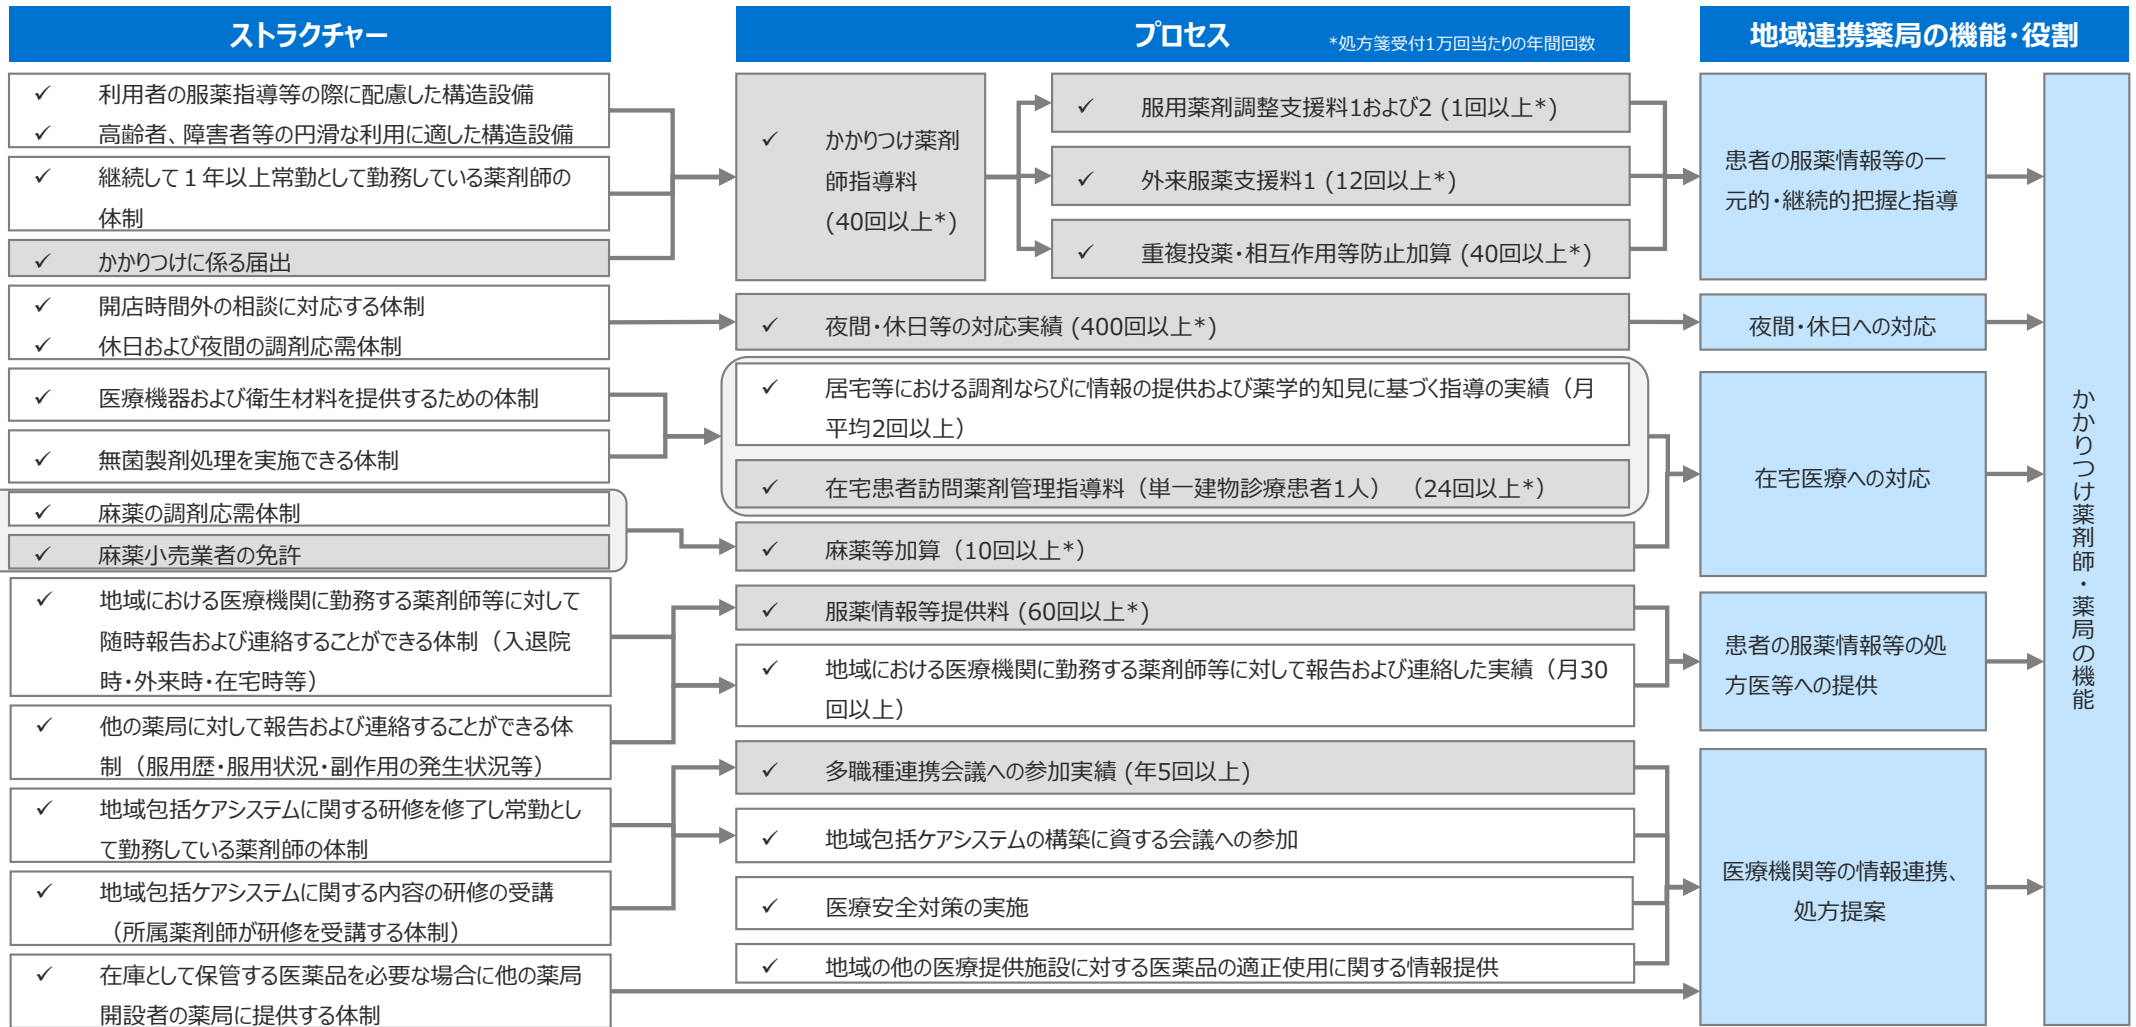 ストラクチャー
✓ 利用者の服薬指導等の際に配慮した構造設備
✓ 高齢者、障害者等の円滑な利用に適した構造設備
✓ 継続して１年以上常勤として勤務している薬剤師の
体制
✓ かかりつけに係る届出
✓ 開店時間外の相談に対応する体制
✓ 休日および夜間の調剤応需体制
✓ 医療機器および衛生材料を提供するための体制
✓ 無菌製剤処理を実施できる体制
✓ 麻薬の調剤応需体制
✓ 麻薬小売業者の免許
✓ 地域における医療機関に勤務する薬剤師等に対して
随時報告および連絡することができる体制（入退院
時・外来時・在宅時等）
✓ 他の薬局に対して報告および連絡することができる体
制（服用歴・服用状況・副作用の発生状況等）
✓ 地域包括ケアシステムに関する研修を修了し常勤とし
て勤務している薬剤師の体制
✓ 地域包括ケアシステムに関する内容の研修の受講
（所属薬剤師が研修を受講する体制）
✓ 在庫として保管する医薬品を必要な場合に他の薬局
開設者の薬局に提供する体制
プロセス
*処方箋受付1万回当たりの年間回数
✓ かかりつけ薬剤
師指導料
(40回以上*)
✓ 服用薬剤調整支援料1および2 (1回以上*)
✓ 外来服薬支援料1 (12回以上*)
✓ 重複投薬・相互作用等防止加算 (40回以上*)
✓ 夜間・休日等の対応実績 (400回以上*)
✓ 居宅等における調剤ならびに情報の提供および薬学的知見に基づく指導の実績（月
平均2回以上）
✓ 在宅患者訪問薬剤管理指導料（単一建物診療患者1人）（24回以上*）
✓ 麻薬等加算（10回以上*）
✓ 服薬情報等提供料 (60回以上*)
✓ 地域における医療機関に勤務する薬剤師等に対して報告および連絡した実績（月30
回以上）
✓ 多職種連携会議への参加実績 (年5回以上)
✓ 地域包括ケアシステムの構築に資する会議への参加
✓ 医療安全対策の実施
✓ 地域の他の医療提供施設に対する医薬品の適正使用に関する情報提供
地域連携薬局の機能・役割
患者の服薬情報等の一
元的・継続的把握と指導
夜間・休日への対応
在宅医療への対応
患者の服薬情報等の処
方医等への提供
医療機関等の情報連携、
処方提案
かかりつけ薬剤師・薬局の機能